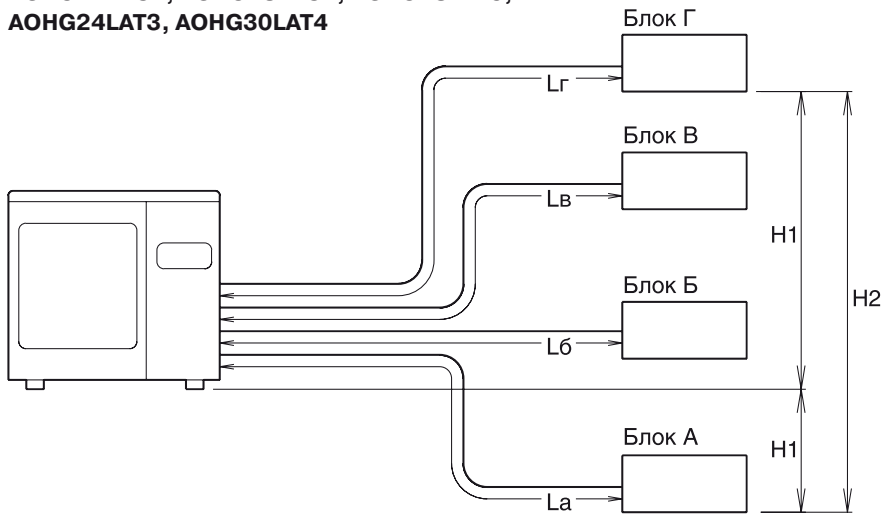 AOHG24LAT3, AOHG30LAT4
Блок Г
Lг
Блок В
Lв
H1
H2
Блок Б
Lб
Блок А
H1
Lа